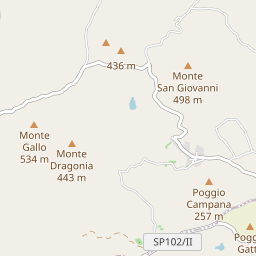 436 m
Monte
San Giovanni
498 m
Monte
Gallo
534 m
Monte
Dragonia
443 m
Poggio
Campana
257 m
SP102/II
Pogg
Gatt